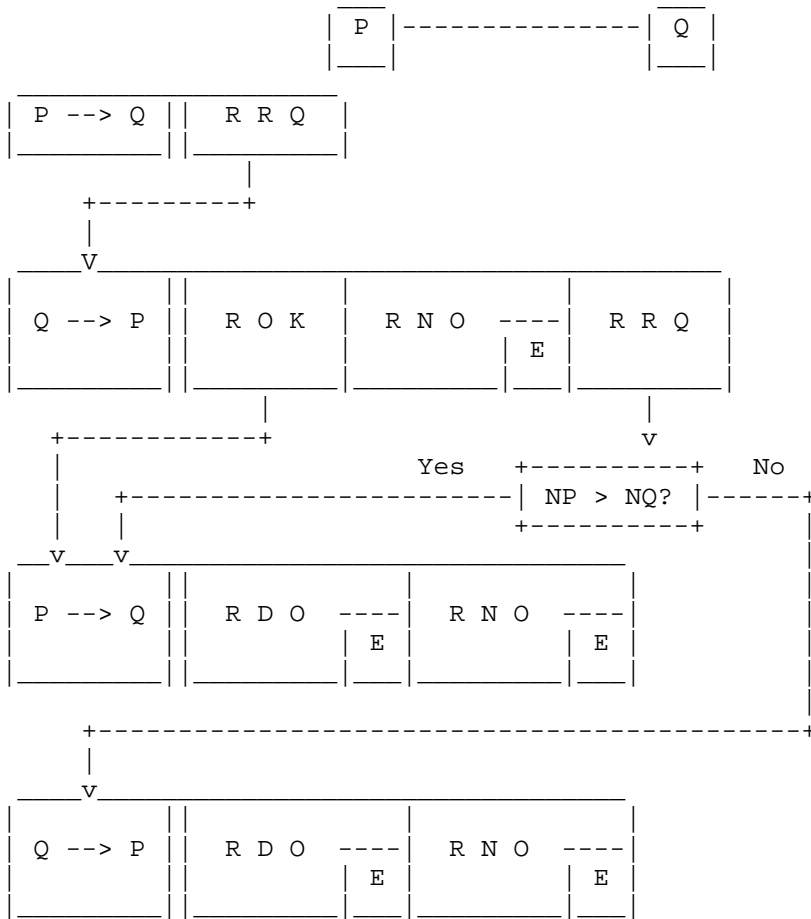 P Q
P --> Q R R Q
Q --> P R O K R N O E R R Q
Yes NP > NQ? No
P --> Q R D O E R N O E
Q --> P R D O E R N O E